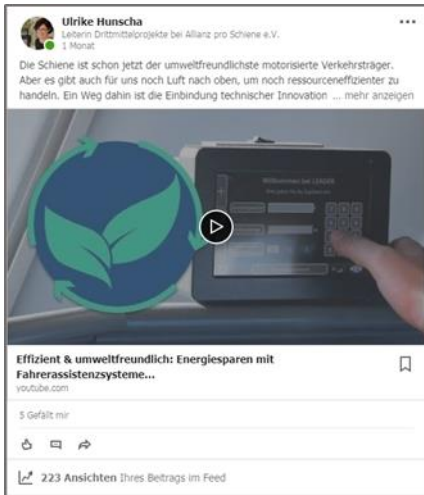 Ulrike Hunscha
Leiterin Drittmittelprojekte bei Allianz pro Schiene e.V.
1 Monat
Die Schiene ist schon jetzt der umweltfreundlichste motorisierte Verkehrsträger.
Aber es gibt auch für uns noch Luft nach oben, um noch ressourceneffizienter zu
handeln. Ein Weg dahin ist die Einbindung technischer Innovation ... mehr anzeigen
Willkommen bei LEADER
Effizient & umweltfreundlich: Energiesparen mit
Fahrerassistenzsysteme...
youtube.com
5 Gefällt mir
223 Ansichten Ihres Beitrags im Feed